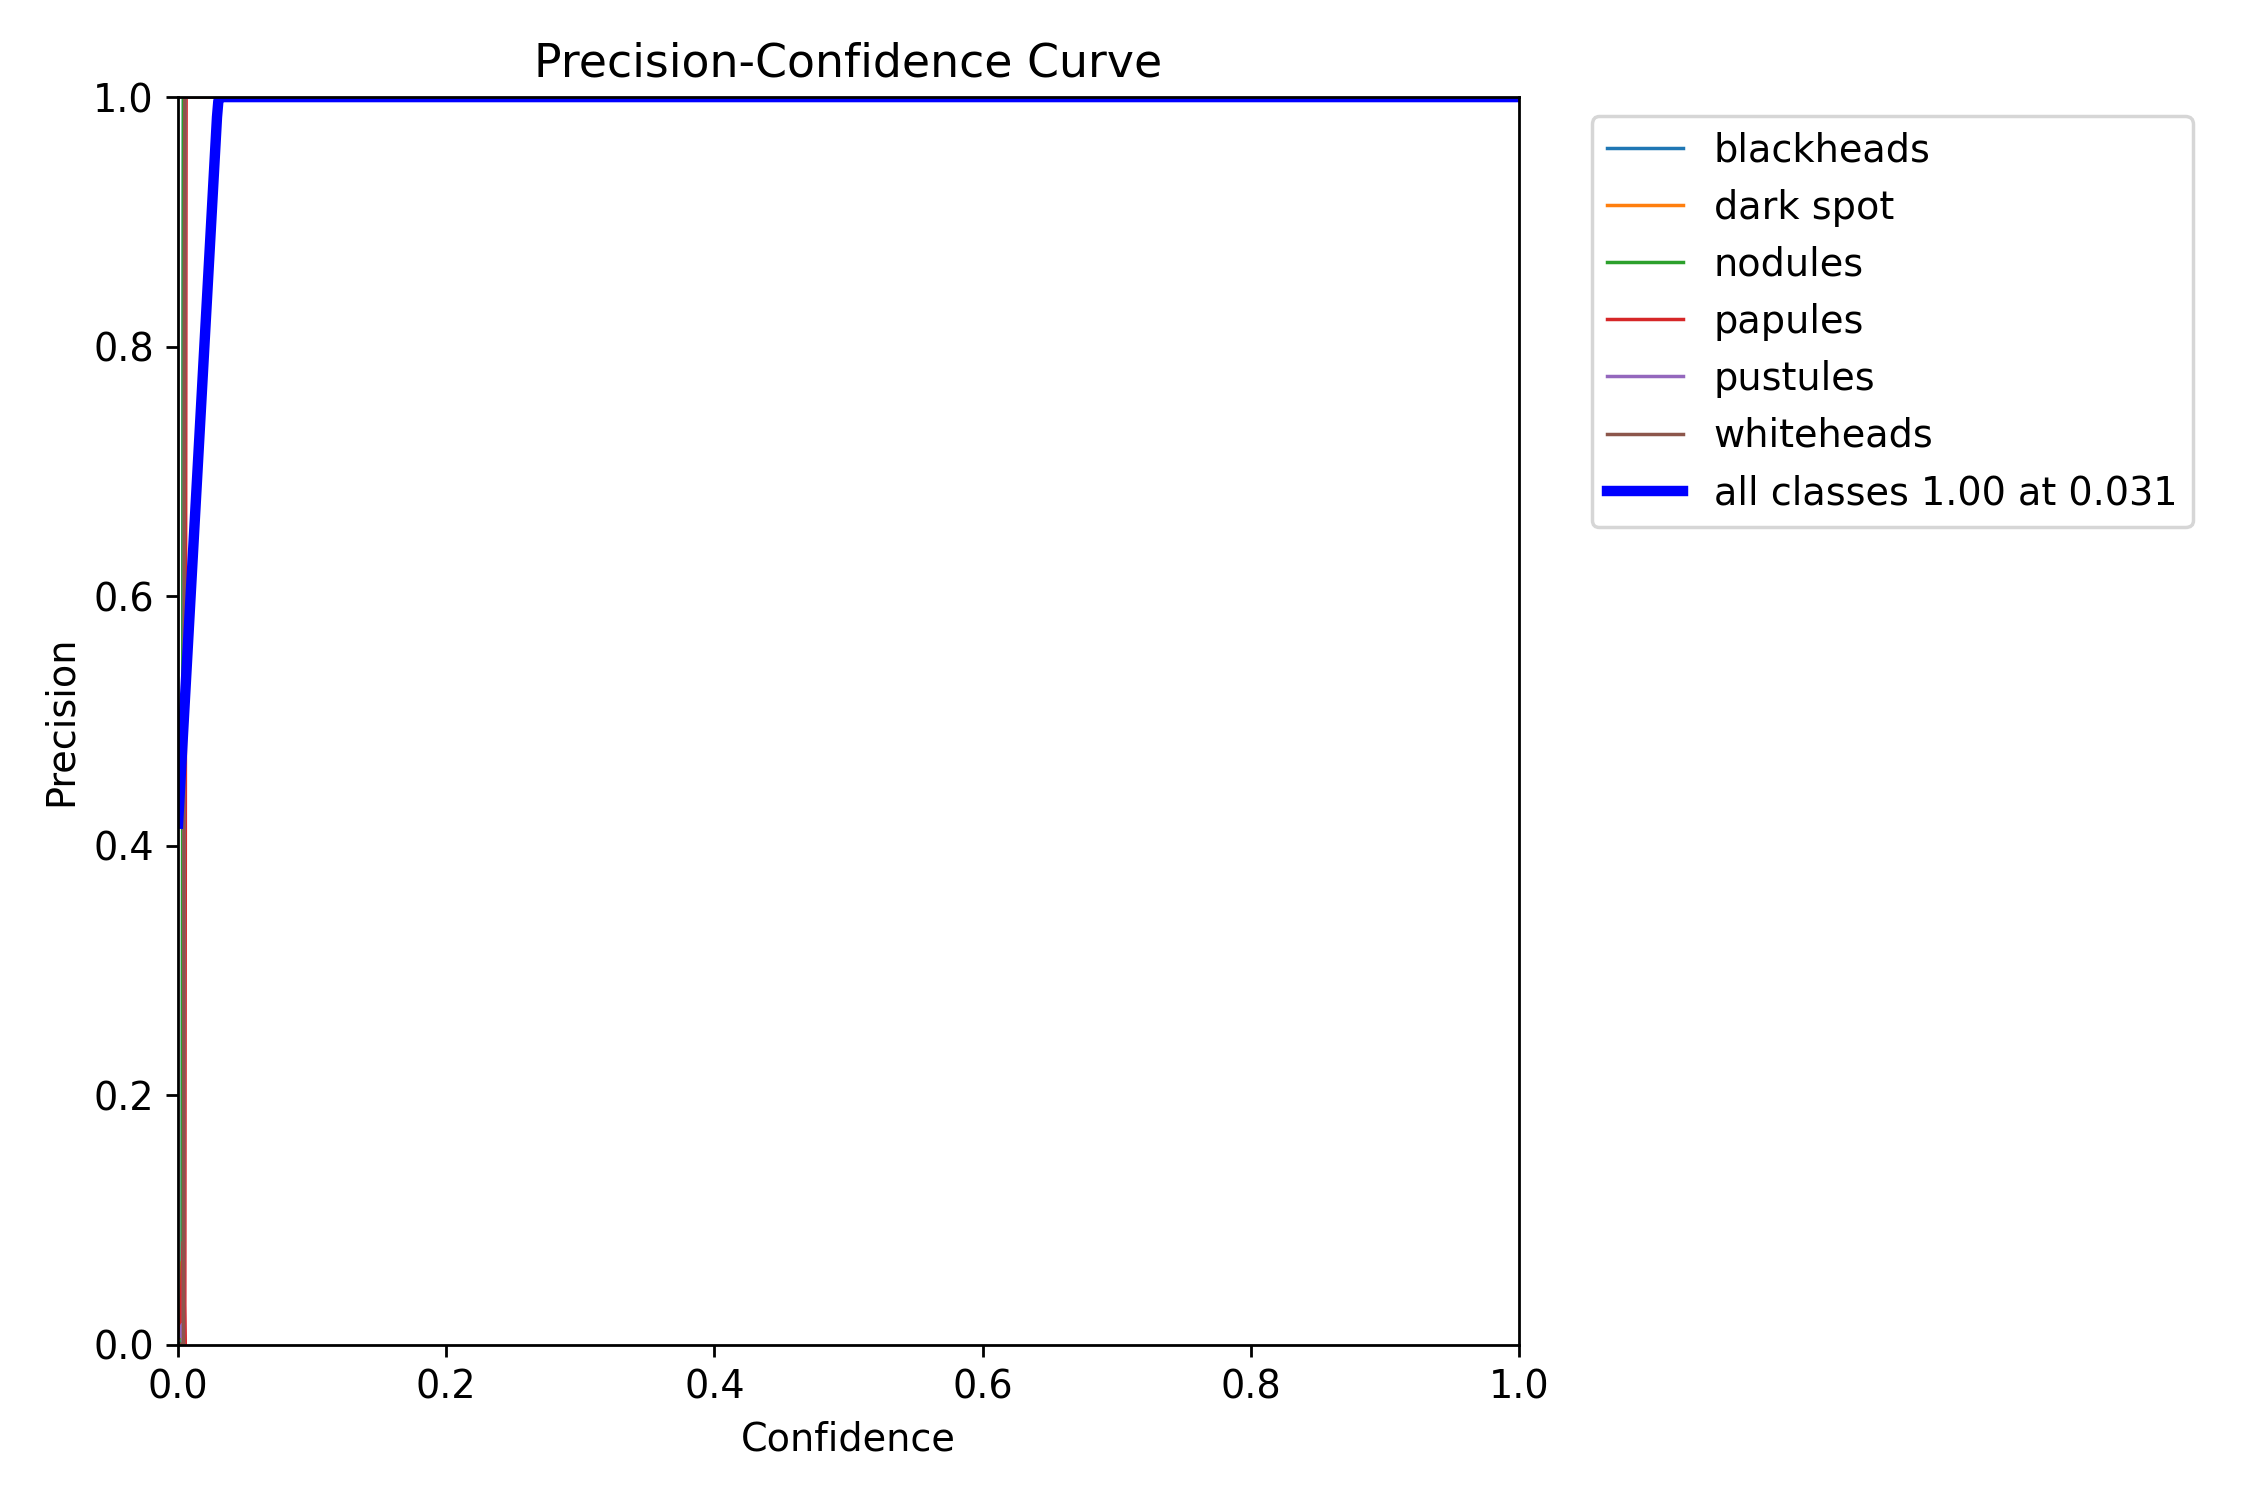 Precision-Confidence Curve
1.0
0.8
0.6
0.4
0.2
0.0
Precision
0.0 0.2 0.4 0.6 0.8 1.0
Confidence
blackheads
dark spot
nodules
papules
pustules
whiteheads
all classes 1.00 at 0.031